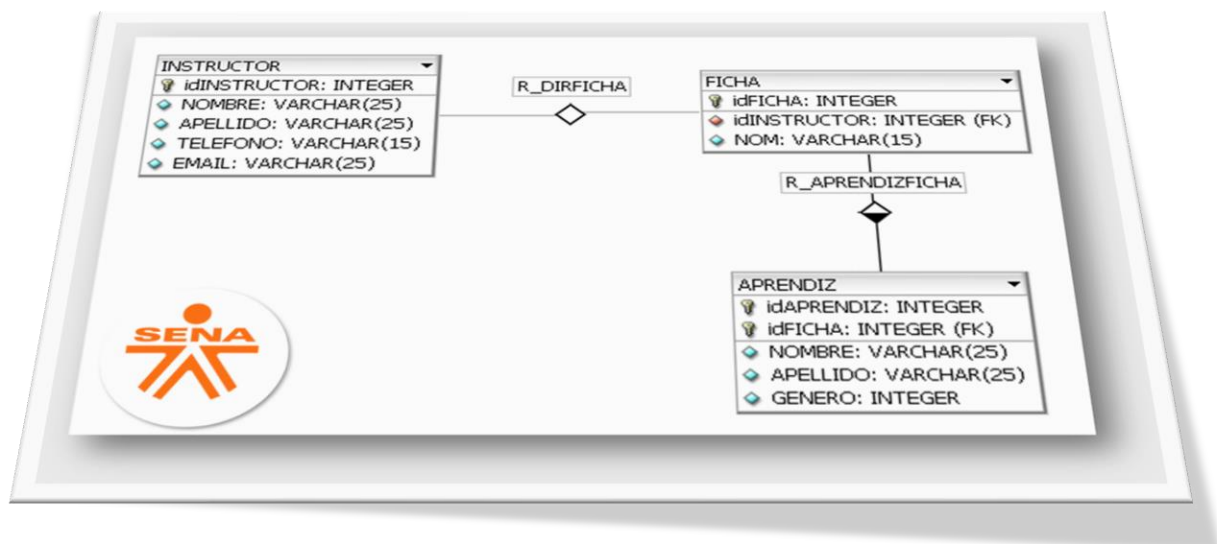 INSTRUCTOR
idINSTRUCTOR: INTEGER
NOMBRE: VARCHAR(25)
APELLIDO: VARCHAR(25)
TELEFONO: VARCHAR(15)
EMAIL: VARCHAR(25)
R_DIRFICHA
FICHA
idFICHA: INTEGER
idINSTRUCTOR: INTEGER (FK)
NOM: VARCHAR(15)
R_APRENDIZFICHA
APRENDIZ
idAPRENDIZ: INTEGER
idFICHA: INTEGER (FK)
NOMBRE: VARCHAR(25)
APELLIDO: VARCHAR(25)
GENERO: INTEGER
SENA